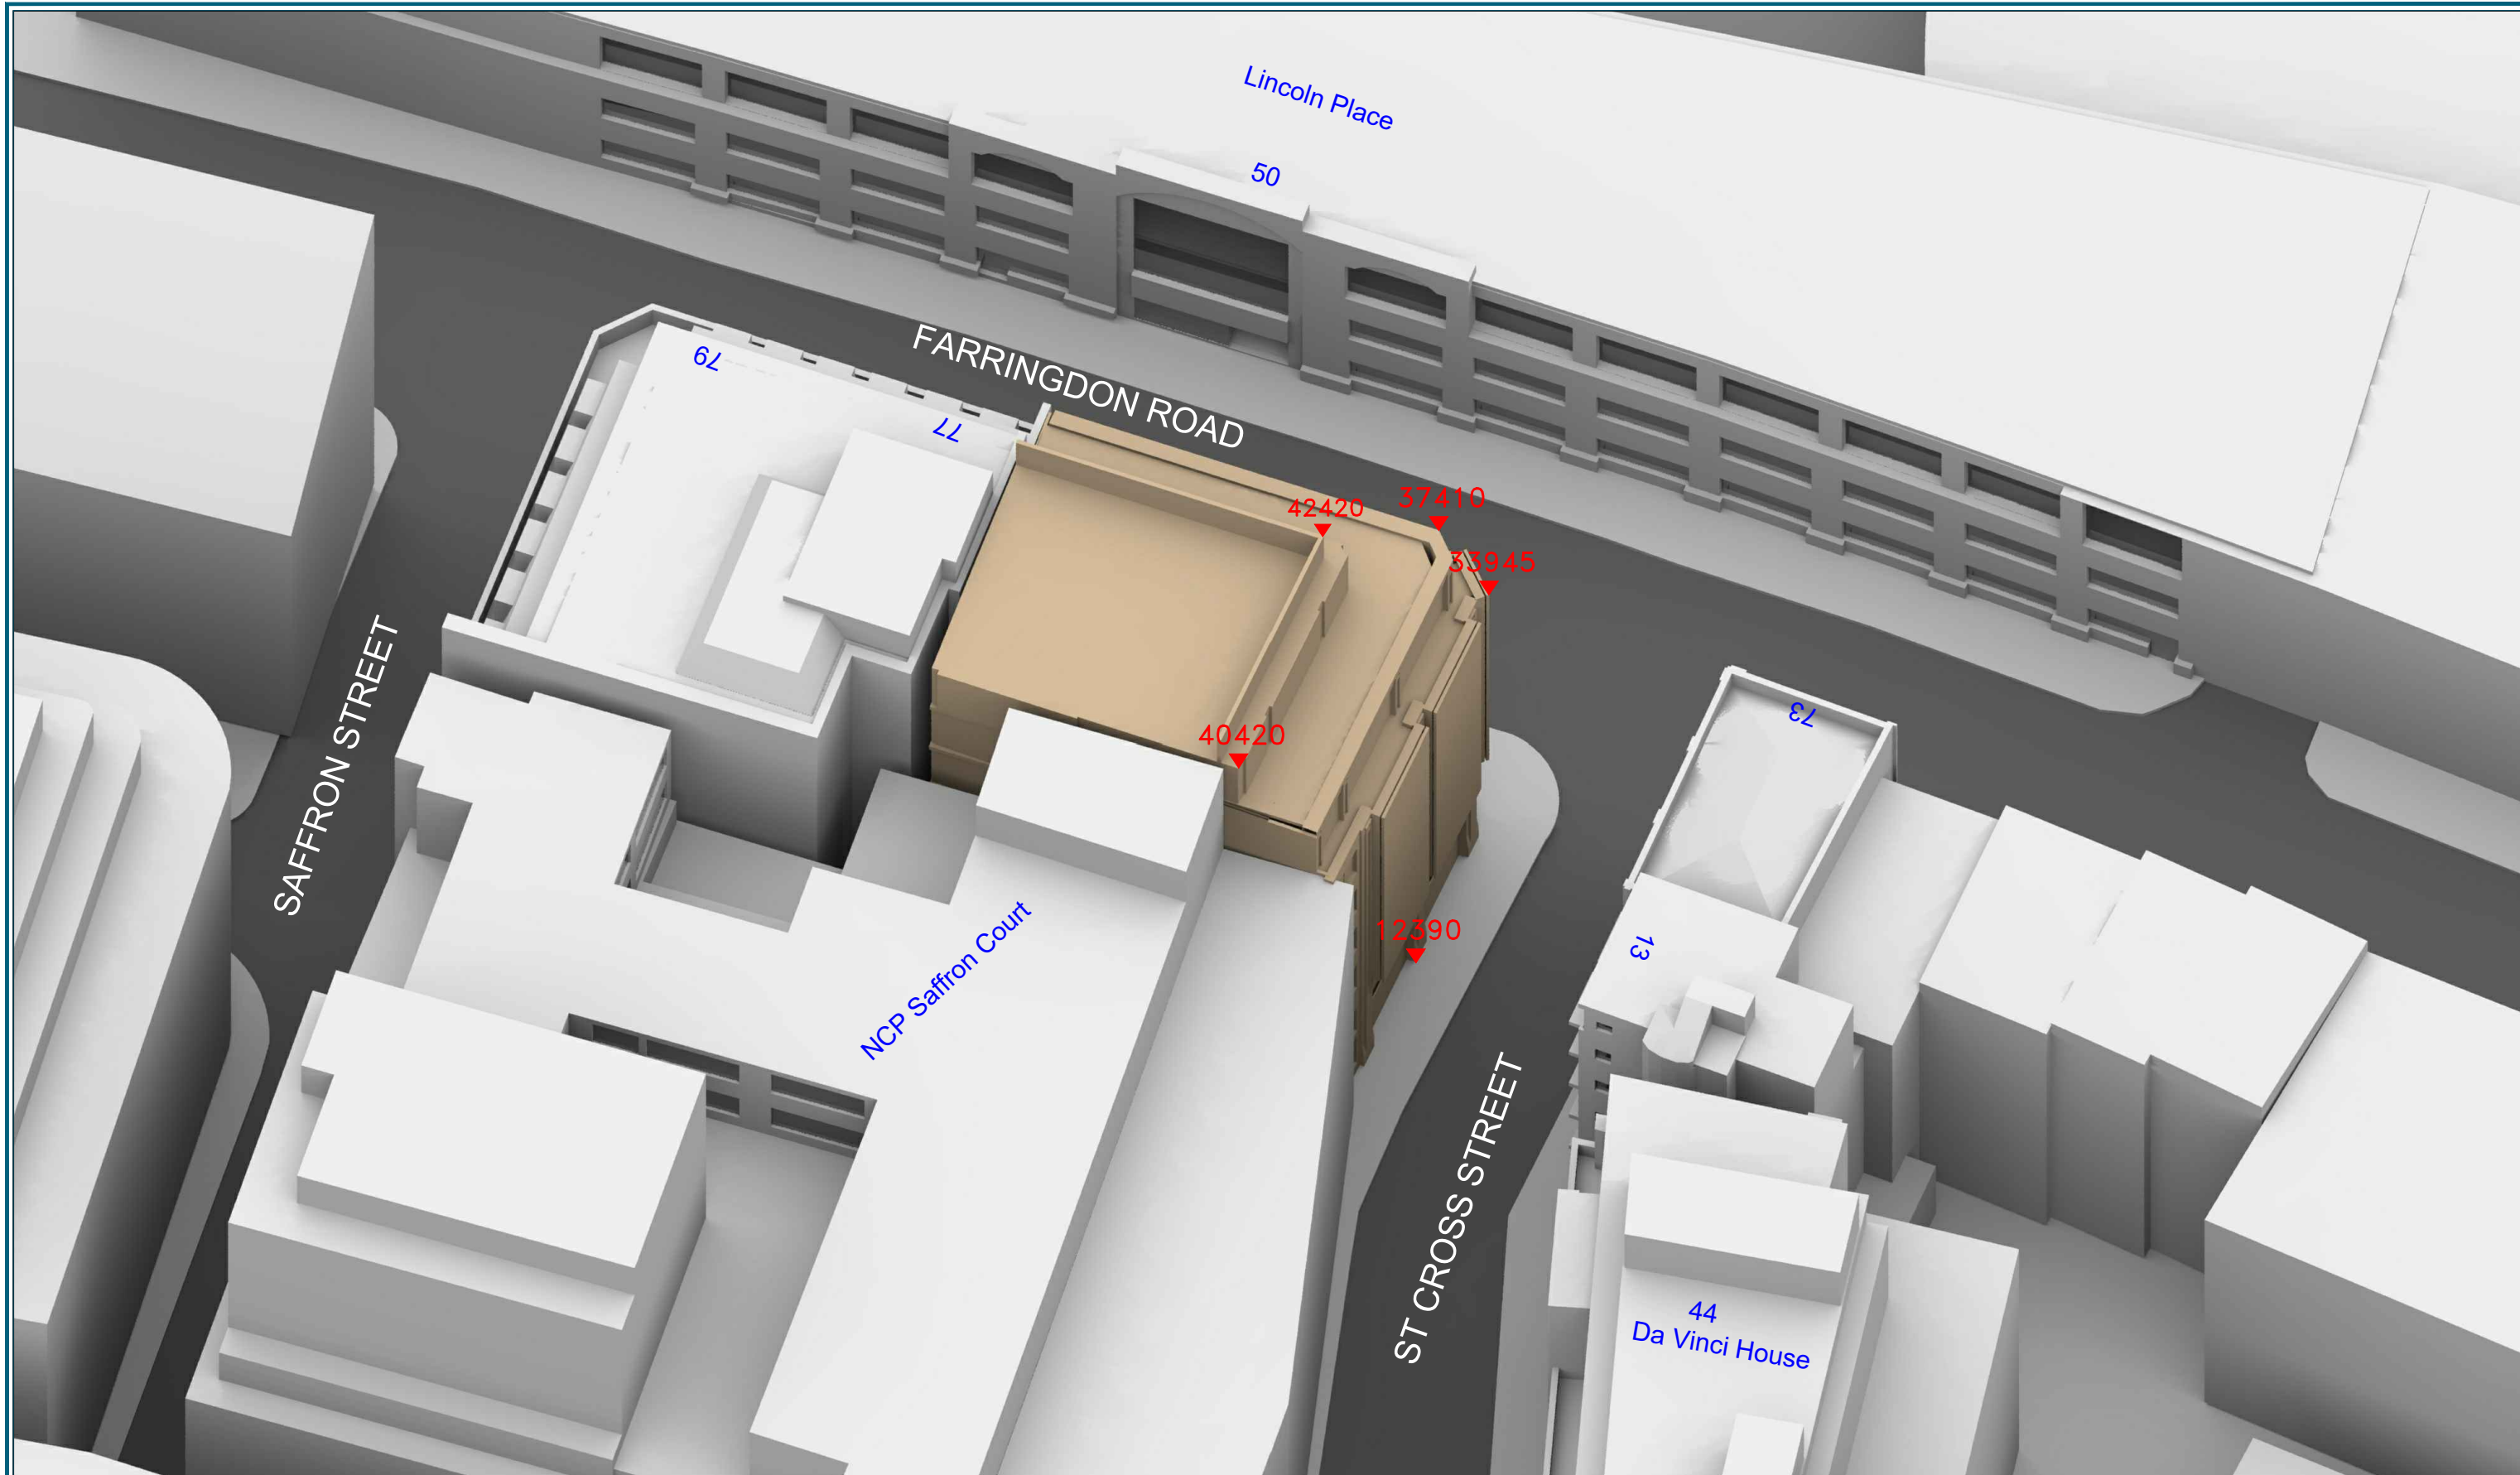 Lincoln Place
50
79
77
FARRINGDON ROAD
42420
37410
33945
SAFFRON STREET
40420
73
12390
13
NCP Saffron Court
ST CROSS STREET
44
Da Vinci House